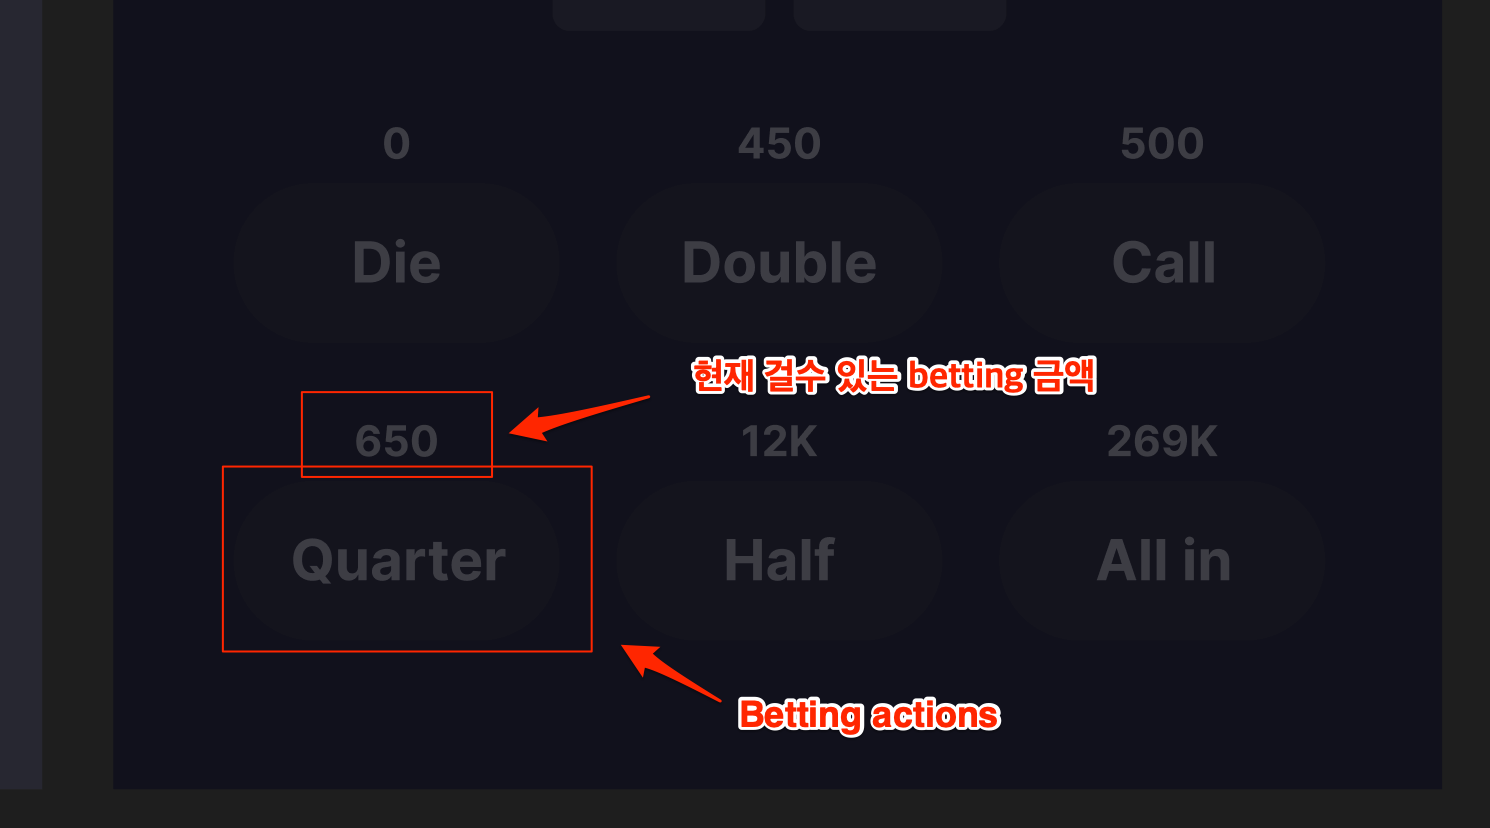 0
450
500
Die
Double
Call
현재 걸수 있는 betting 금액
650
12K
269K
Quarter
Half
All in
Betting actions